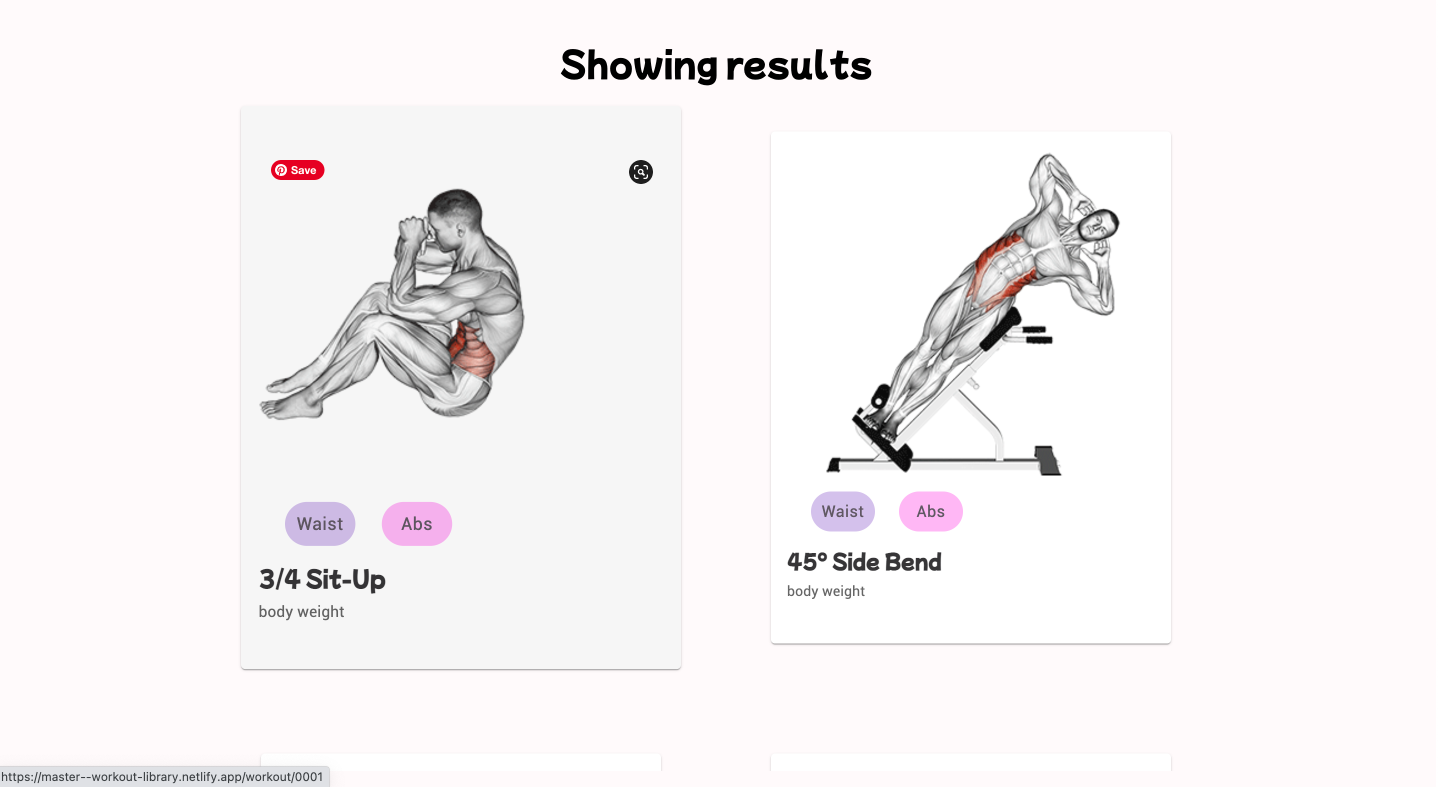 Showing results
Save
Waist
Abs
3/4 Sit-Up
body weight
Waist
Abs
45° Side Bend
body weight
https://master--workout-library.netlify.app/workout/0001